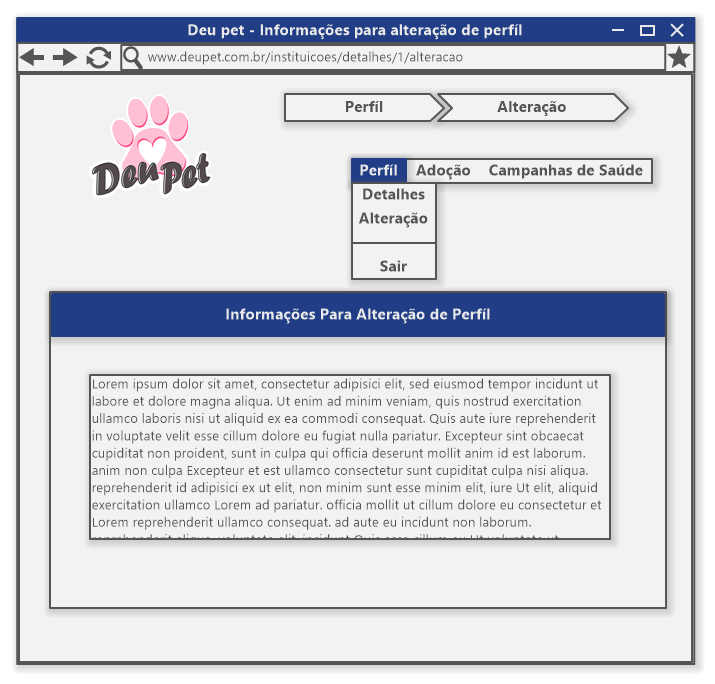 Deu pet - Informações para alteração de perfíl
www.deupet.com.br/instituicoes/detalhes/1/alteracao
Deu Pet
Perfíl Alteração
Perfíl Adoção Campanhas de Saúde
Detalhes
Alteração
Sair
Informações Para Alteração de Perfíl
Lorem ipsum dolor sit amet, consectetur adipisici elit, sed eiusmod tempor incidunt ut
labore et dolore magna aliqua. Ut enim ad minim veniam, quis nostrud exercitation
ullamco laboris nisi ut aliquid ex ea commodi consequat. Quis aute iure reprehenderit
in voluptate velit esse cillum dolore eu fugiat nulla pariatur. Excepteur sint obcaecat
cupiditat non proident, sunt in culpa qui officia deserunt mollit anim id est laborum.
anim non culpa Excepteur et est ullamco consectetur sunt cupiditat culpa nisi aliqua.
reprehenderit id adipisici ex ut elit, non minim sunt esse minim elit, iure Ut elit, aliquid
exercitation ullamco Lorem ad pariatur. officia mollit ut cillum dolore eu consectetur et
Lorem reprehenderit ullamco consequat. ad aute eu incidunt non laborum.